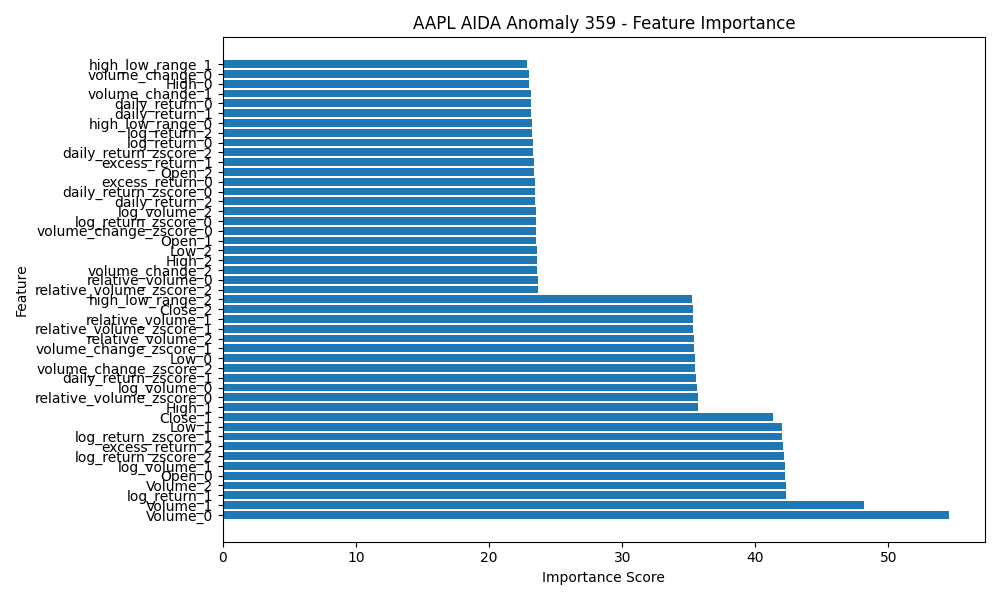 AAPL AIDA Anomaly 359 - Feature Importance
high_low_range_1
volume_change_0
High_0
volume_change_1
daily_return_0
daily_return_1
high_low_range_0
log_return_2
log_return_0
daily_return_zscore_2
excess_return_1
Open_2
excess_return_0
daily_return_zscore_0
daily_return_2
log_volume_2
log_return_zscore_0
volume_change_zscore_0
Open_1
Low_2
High_2
volume_change_2
relative_volume_0
relative_volume_zscore_2
high_low_range_2
Close_2
relative_volume_1
relative_volume_zscore_1
relative_volume_2
volume_change_zscore_1
Low_0
volume_change_zscore_2
daily_return_zscore_1
log_volume_0
relative_volume_zscore_0
High_1
Close_1
Low_1
log_return_zscore_1
excess_return_2
log_return_zscore_2
log_volume_1
Open_0
Volume_2
log_return_1
Volume_1
Volume_0
Feature
0 10 20 30 40 50
Importance Score